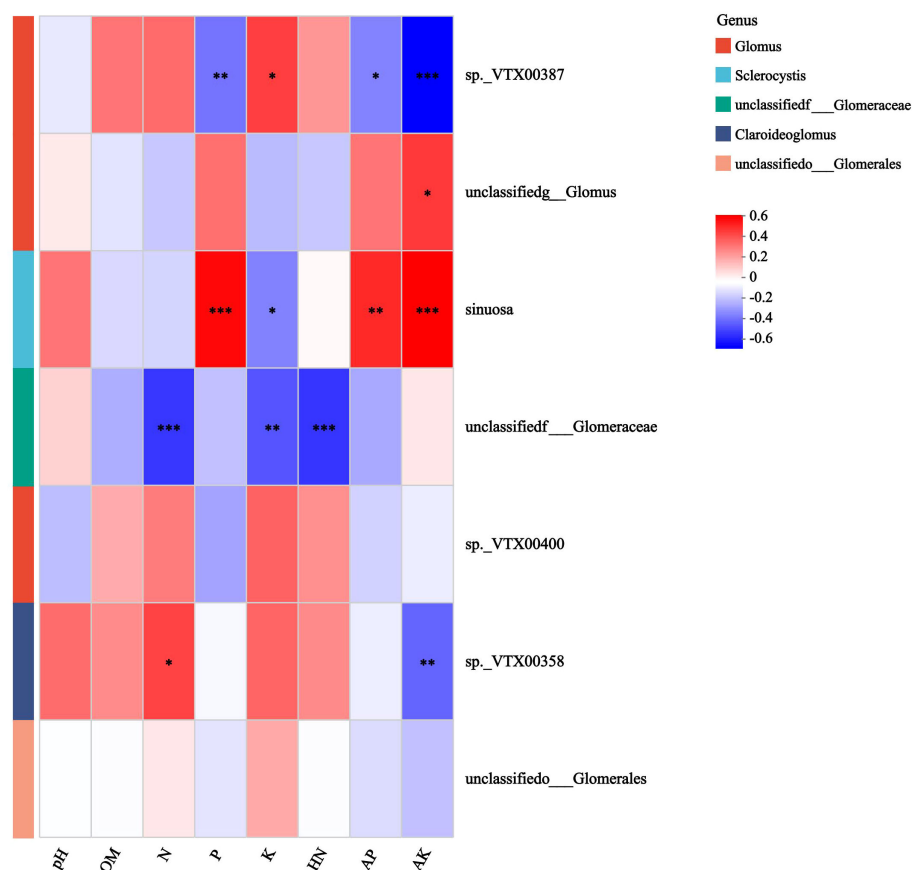 Genus
Glomus
Sclerocystis
unclassifiedf___Glomeraceae
Claroideoglomus
unclassifiedo___Glomerales
0.6
0.4
0.2
0
-0.2
-0.4
-0.6
** * * *** sp._VTX00387
* unclassifiedg__Glomus
*** * ** *** sinuosa
*** ** *** unclassifiedf___Glomeraceae
sp._VTX00400
* ** sp._VTX00358
unclassifiedo___Glomerales
pH OM N P K HN AP AK